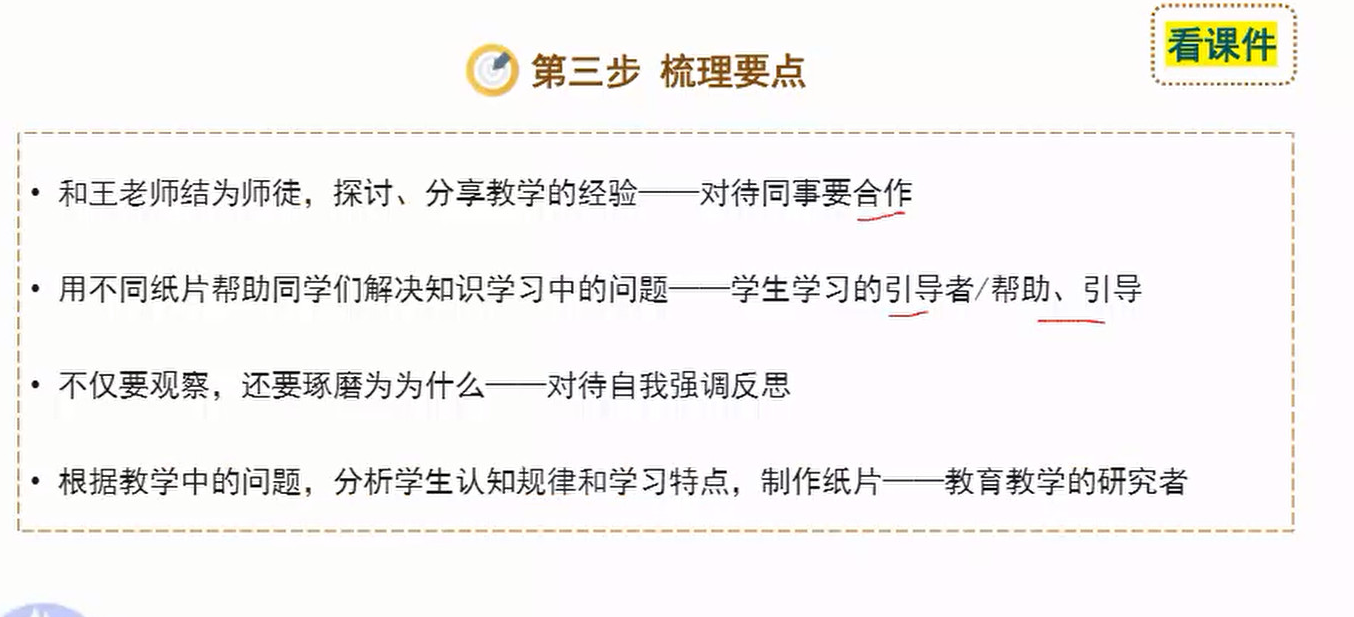 看课件
第三步 梳理要点
• 和王老师结为师徒，探讨、分享教学的经验——对待同事要合作
• 用不同纸片帮助同学们解决知识学习中的问题——学生学习的引导者/帮助、引导
• 不仅要观察，还要琢磨为为什么——对待自我强调反思
• 根据教学中的问题，分析学生认知规律和学习特点，制作纸片——教育教学的研究者